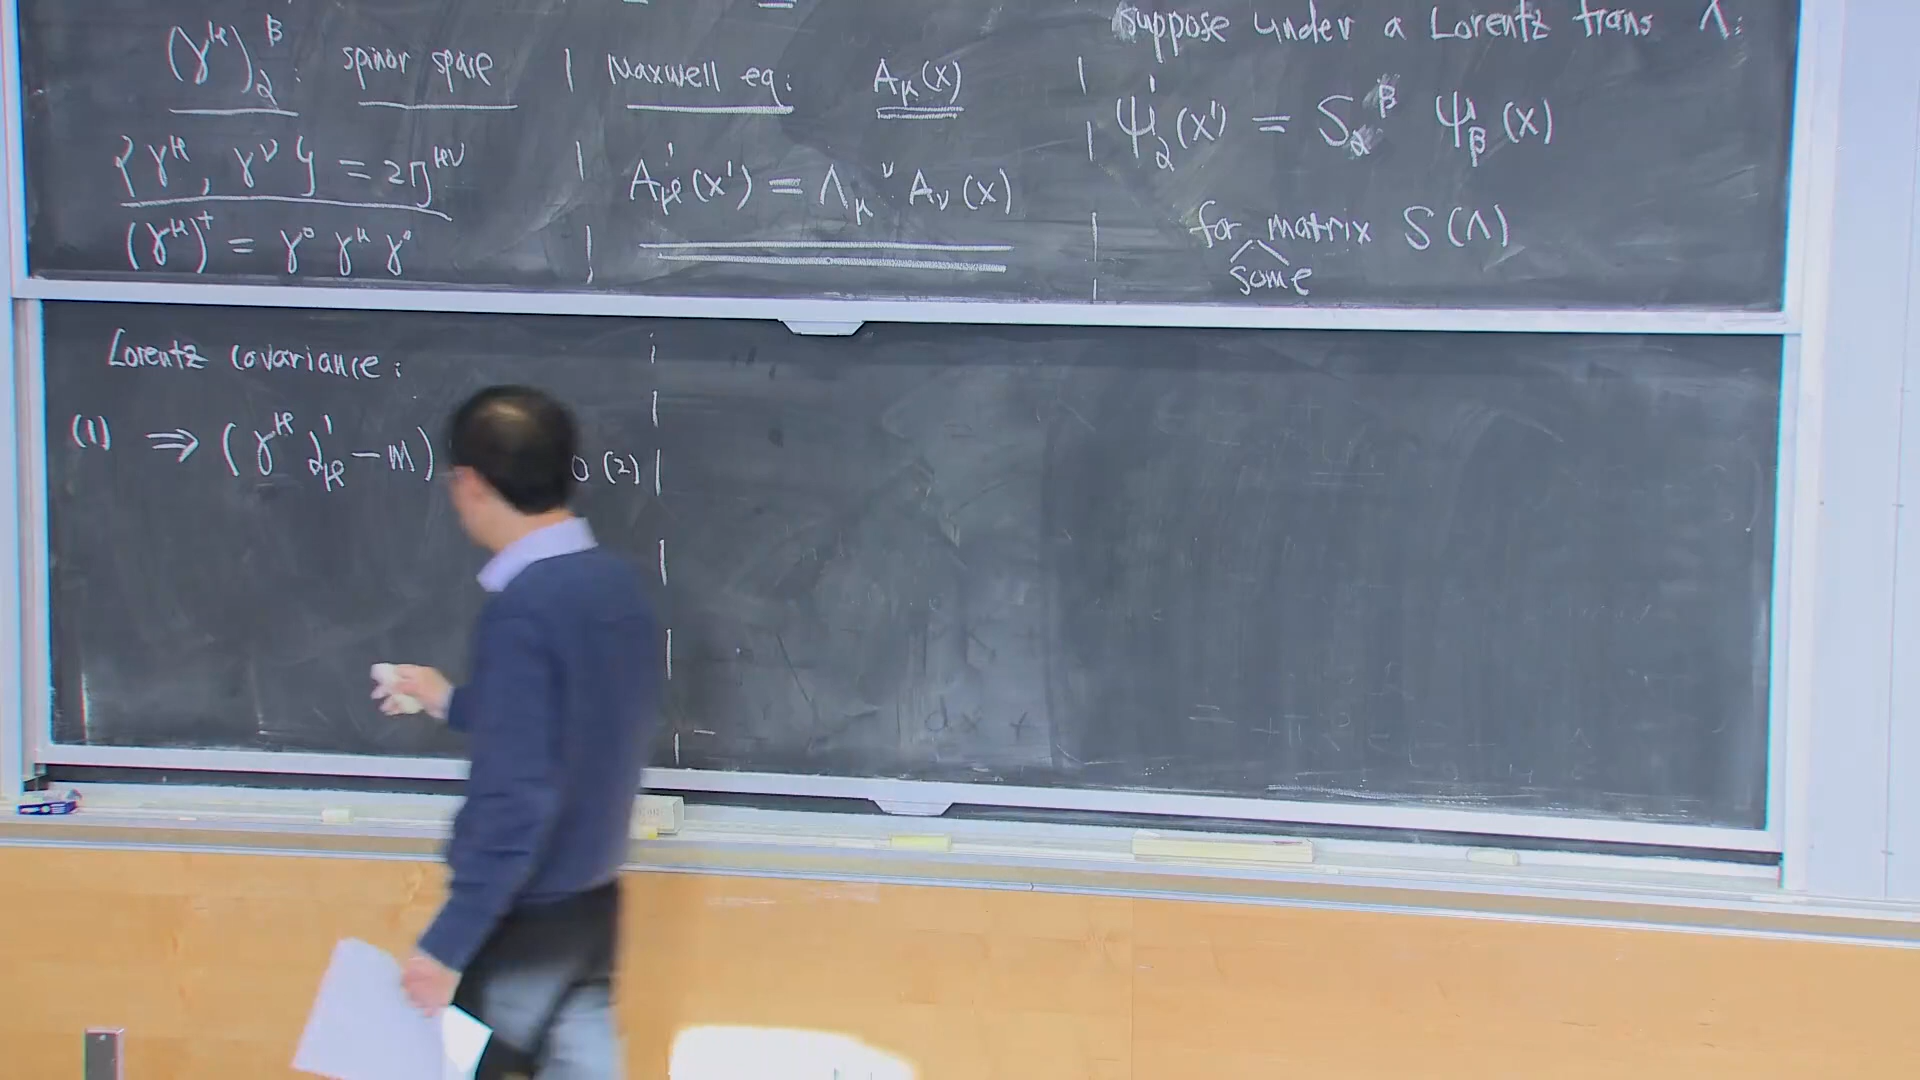 (γ^μ)_α^β : spinor space
{γ^μ, γ^ν} = 2η^{μν}
(γ^μ)^† = γ^0 γ^μ γ^0
Maxwell eq: A_μ(x)
A'_μ(x') = Λ_μ^ν A_ν(x)
suppose under a Lorentz trans Λ:
ψ'_α(x') = S_α^β ψ_β(x)
for matrix S(Λ)
some
Lorentz covariance:
(1) ⇒ (γ^μ ∂'_μ - m) 0 (2)